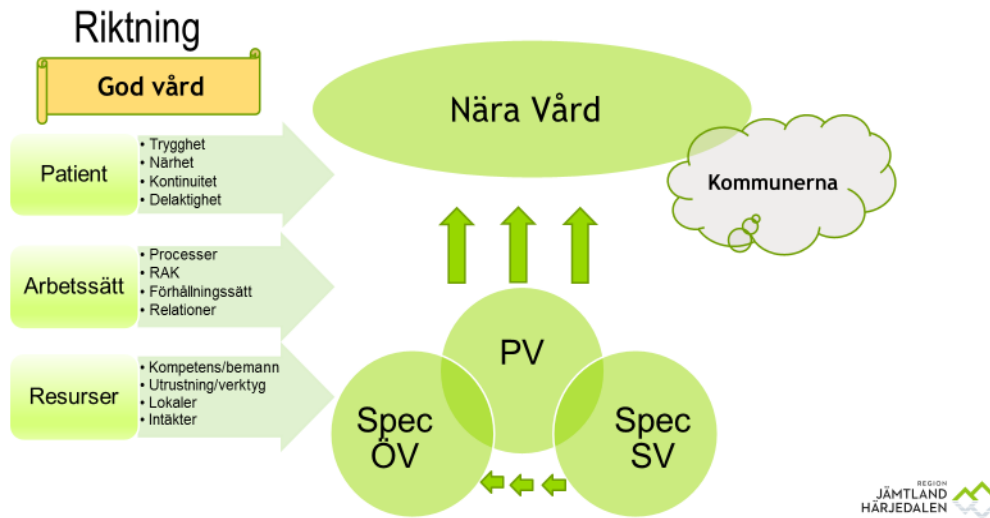 Riktning
God vård
Patient
• Trygghet
• Närhet
• Kontinuitet
• Delaktighet
Arbetssätt
• Processer
• RAK
• Förhållningssätt
• Relationer
Resurser
• Kompetens/bemann
• Utrustning/verktyg
• Lokaler
• Intäkter
Nära Vård
Kommunerna
PV
Spec
ÖV
Spec
SV
REGION
JÄMTLAND
HÄRJEDALEN